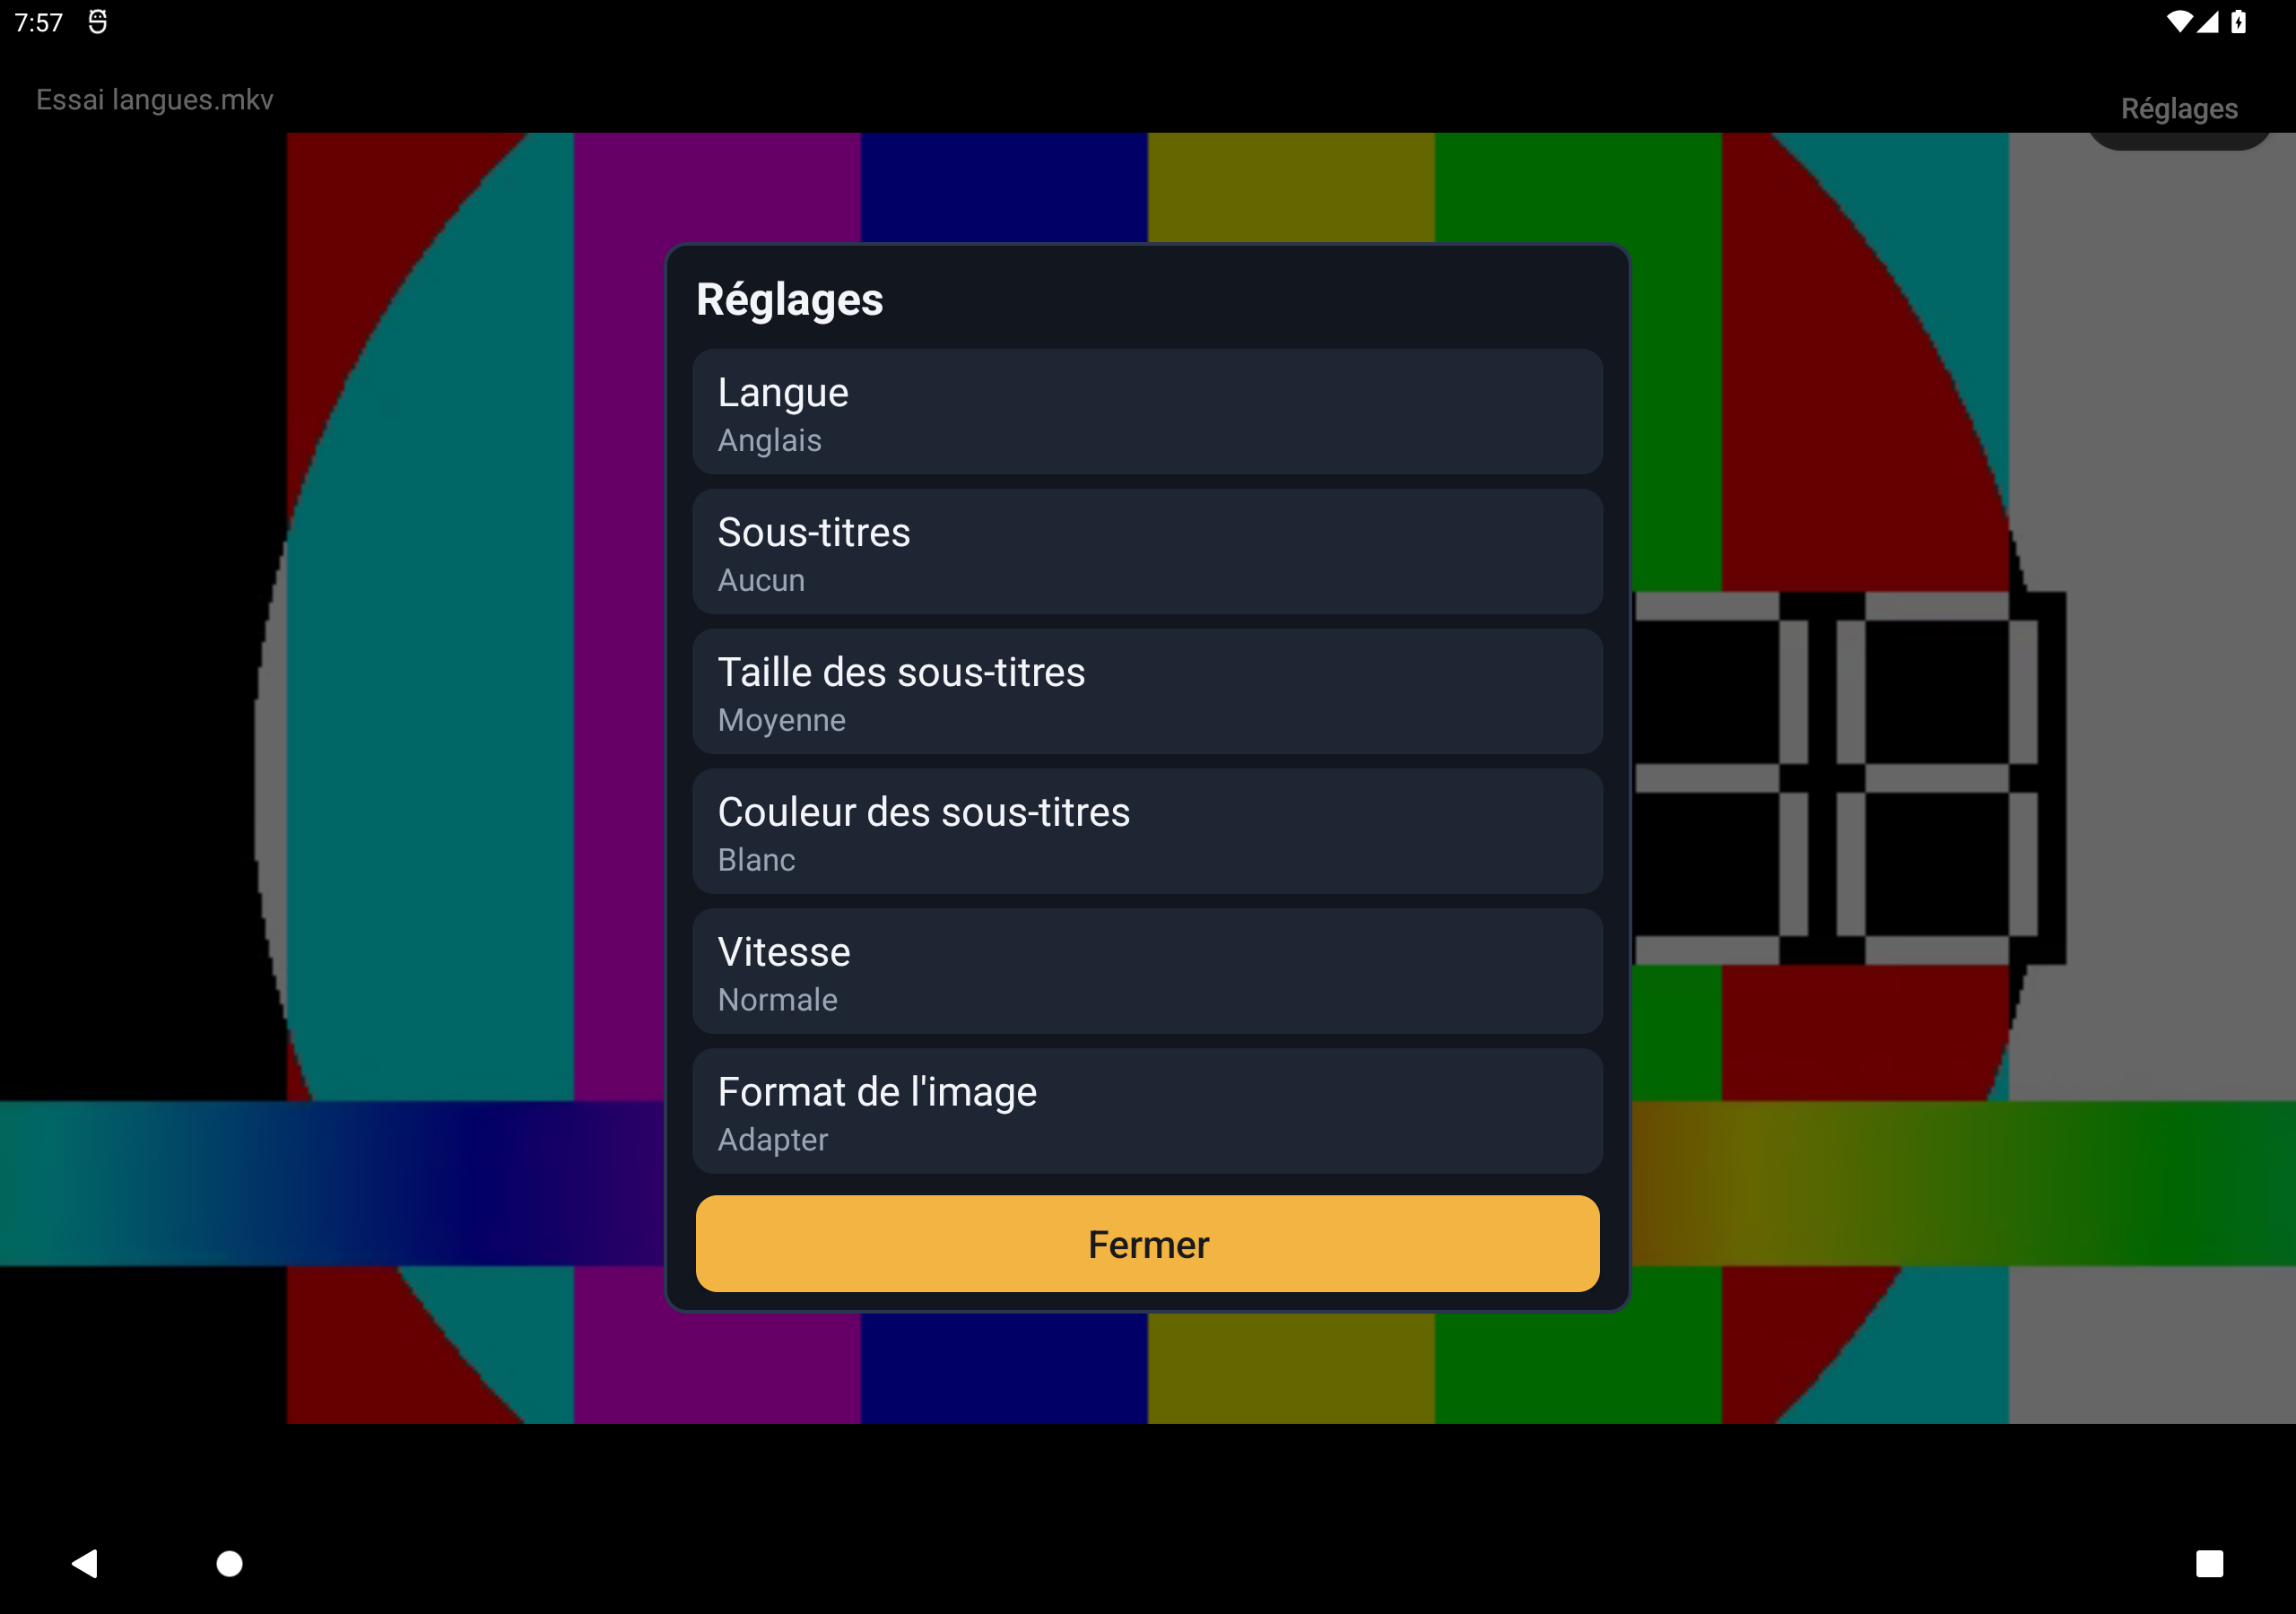 7:57
Essai langues.mkv
Réglages
Réglages
Langue
Anglais
Sous-titres
Aucun
Taille des sous-titres
Moyenne
Couleur des sous-titres
Blanc
Vitesse
Normale
Format de l'image
Adapter
Fermer